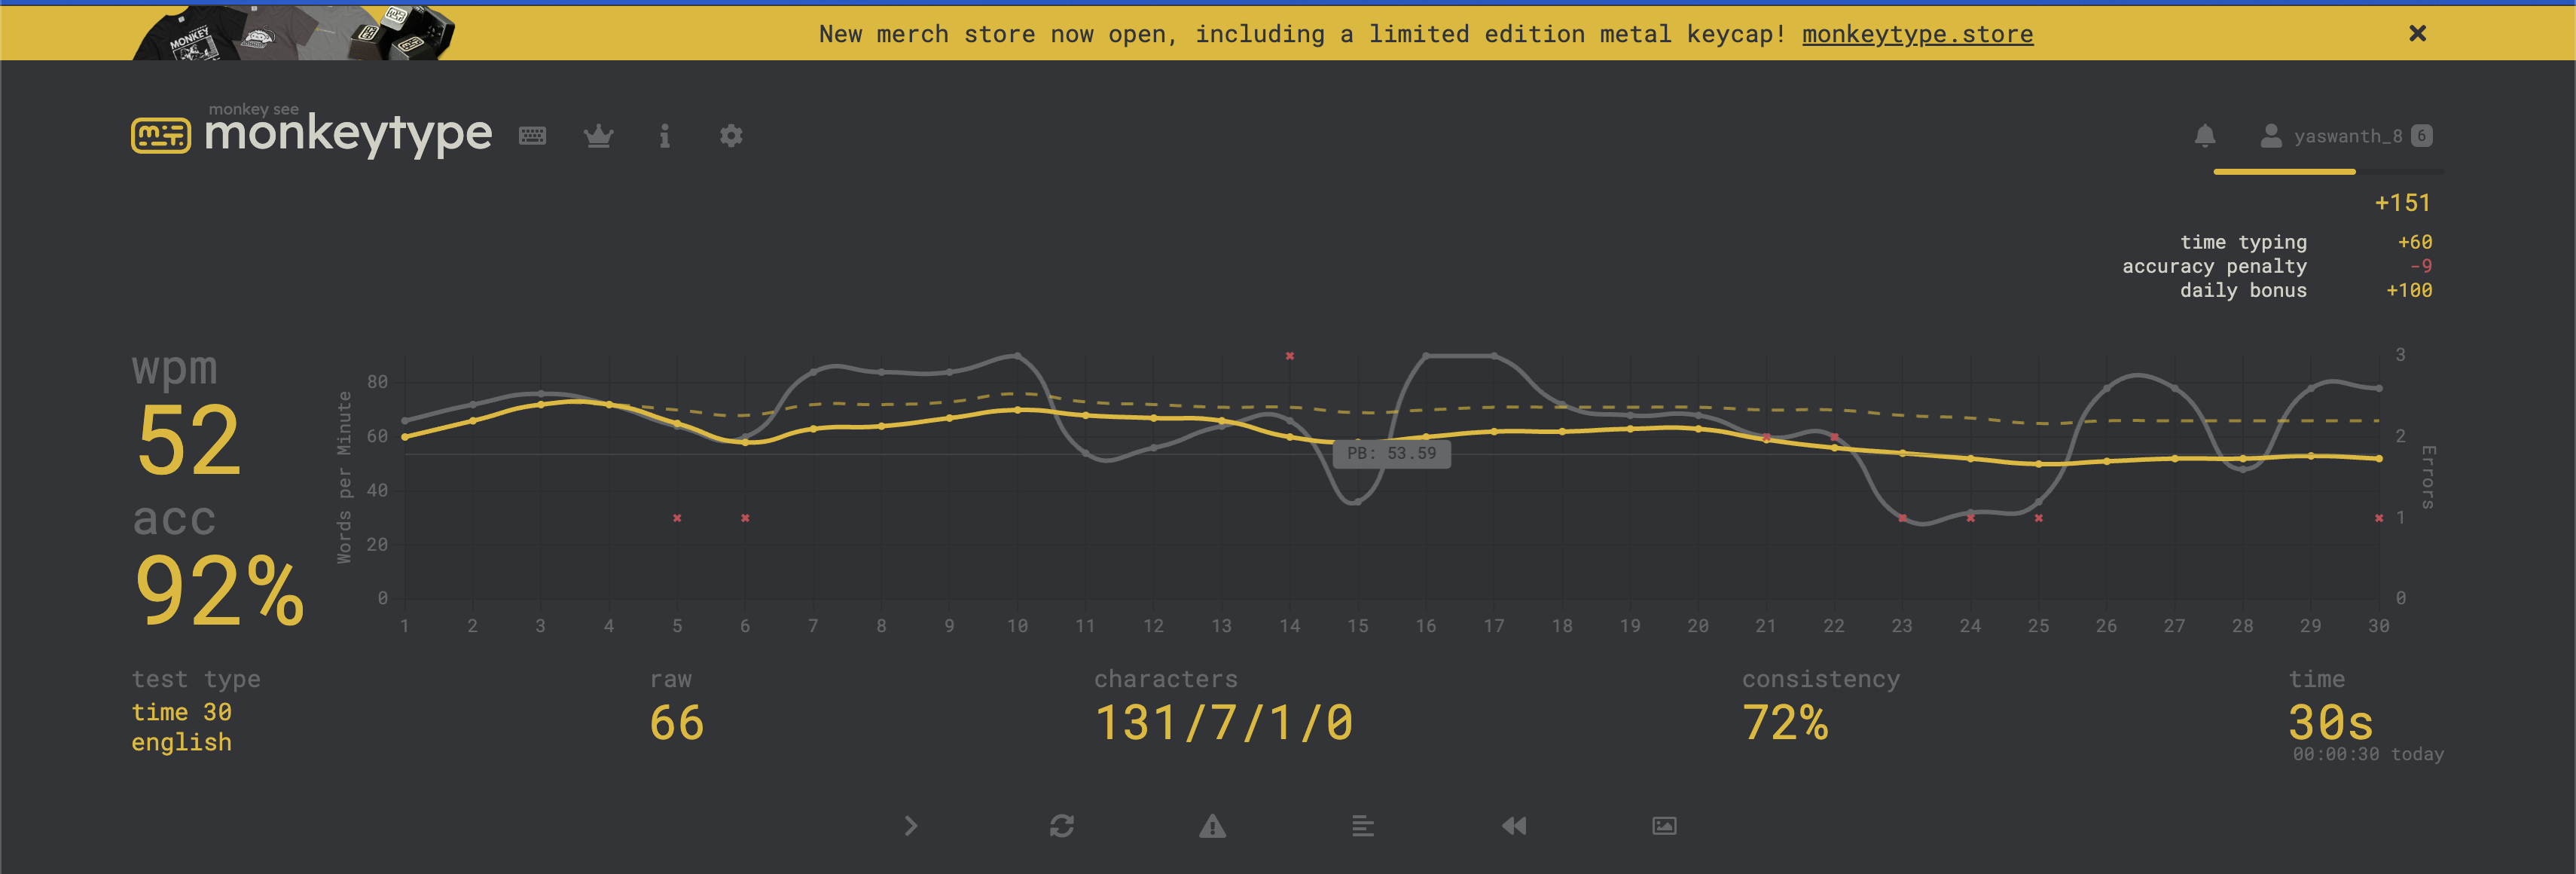 MONKEY
New merch store now open, including a limited edition metal keycap! monkeytype.store
monkey see
monkeytype
yaswanth_8 6
+151
time typing +60
accuracy penalty -9
daily bonus +100
wpm
52
acc
92%
Words per Minute
80
60
40
20
0
PB: 53.59
3
2
1
0
Errors
1 2 3 4 5 6 7 8 9 10 11 12 13 14 15 16 17 18 19 20 21 22 23 24 25 26 27 28 29 30
test type
time 30
english
raw
66
characters
131/7/1/0
consistency
72%
time
30s
00:00:30 today